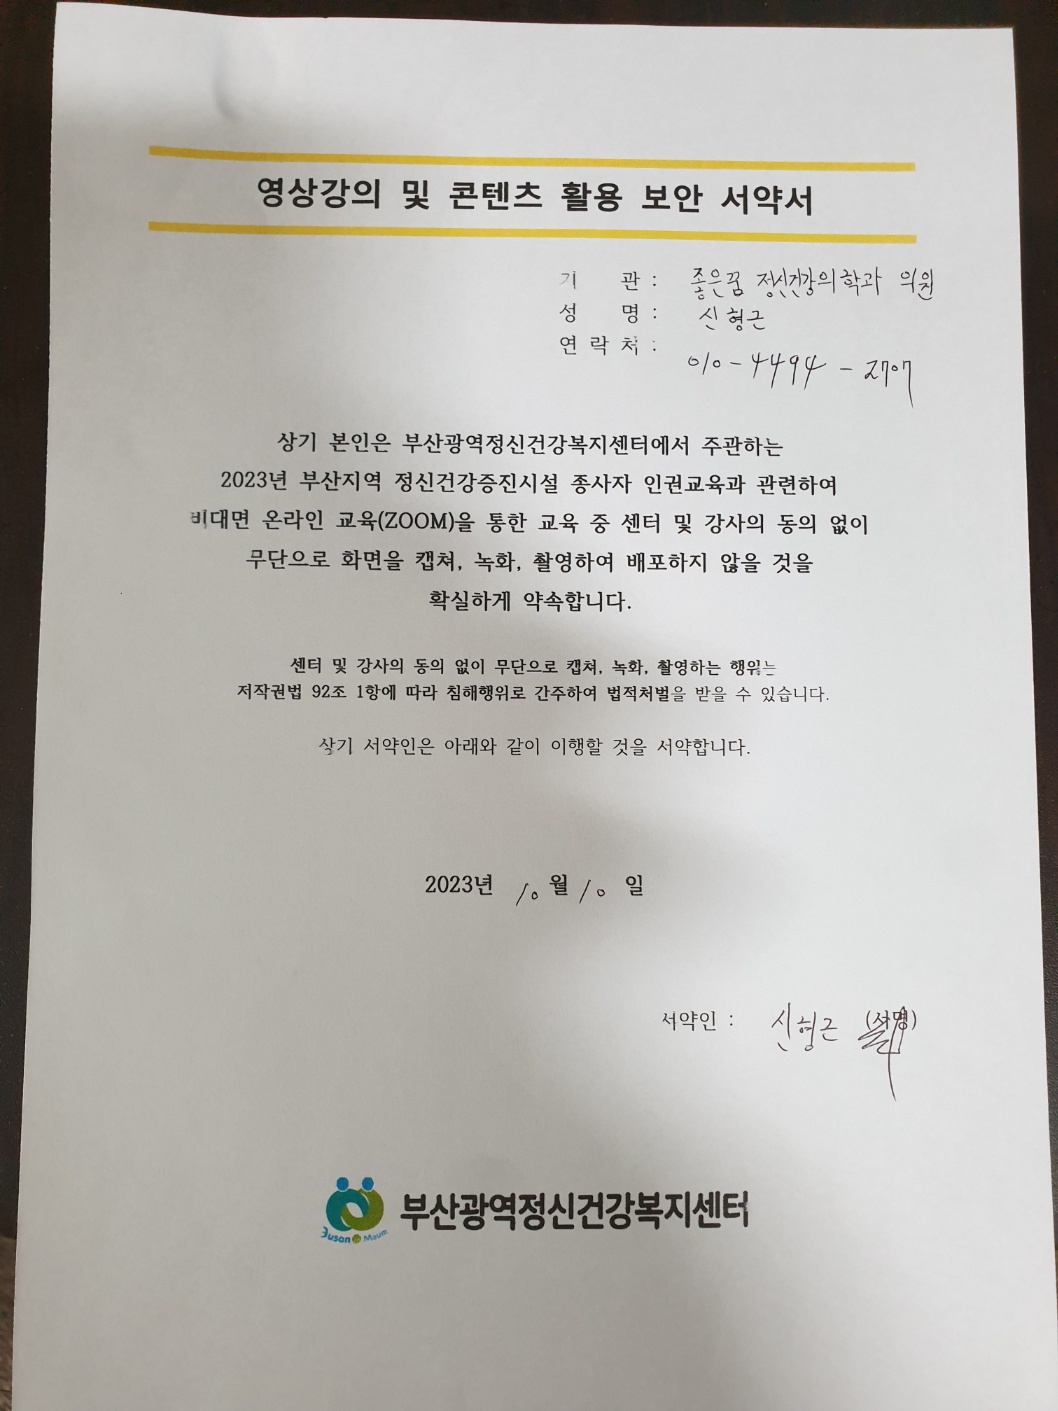 영상강의 및 콘텐츠 활용 보안 서약서
기 관 : 좋은꿈 정신건강의학과 의원
성 명 : 신형근
연 락 처 : 010-4494-2707
상기 본인은 부산광역정신건강복지센터에서 주관하는
2023년 부산지역 정신건강증진시설 종사자 인권교육과 관련하여
비대면 온라인 교육(ZOOM)을 통한 교육 중 센터 및 강사의 동의 없이
무단으로 화면을 캡쳐, 녹화, 촬영하여 배포하지 않을 것을
확실하게 약속합니다.
센터 및 강사의 동의 없이 무단으로 캡쳐, 녹화, 촬영하는 행위는
저작권법 92조 1항에 따라 침해행위로 간주하여 법적처벌을 받을 수 있습니다.
상기 서약인은 아래와 같이 이행할 것을 서약합니다.
2023년 10월 10일
서약인 : 신형근 (서명)
Busan Maum
부산광역정신건강복지센터